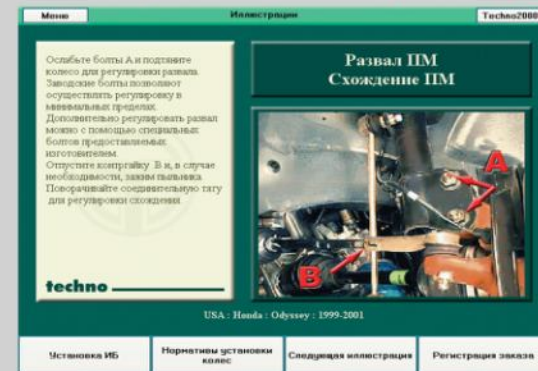 Меню
Иллюстрации
Techno2000
Ослабьте болты А и подтяните
колесо для регулировки развала.
Заводские болты позволяют
осуществлять регулировку в
минимальных пределах.
Дополнительно регулировать развал
можно с помощью специальных
болтов предоставляемых
изготовителем.
Отпустите контргайку В и, в случае
необходимости, зажим пыльника.
Поворачивайте соединительную тягу
для регулировки схождения
techno
Развал ПМ
Схождение ПМ
A
B
USA : Honda : Odyssey : 1999-2001
Установка ИБ
Нормативы установки
колес
Следующая иллюстрация
Регистрация заказа